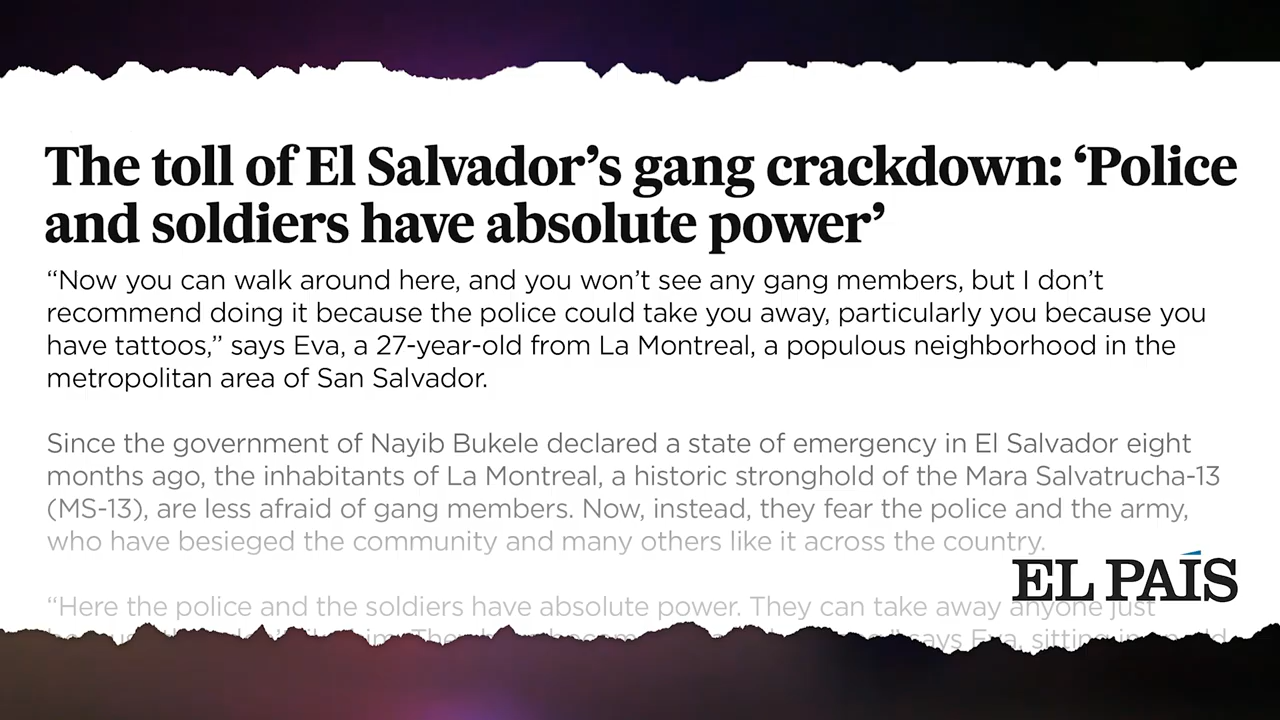 The toll of El Salvador’s gang crackdown: ‘Police
and soldiers have absolute power’
“Now you can walk around here, and you won’t see any gang members, but I don’t
recommend doing it because the police could take you away, particularly you because you
have tattoos,” says Eva, a 27-year-old from La Montreal, a populous neighborhood in the
metropolitan area of San Salvador.
Since the government of Nayib Bukele declared a state of emergency in El Salvador eight
months ago, the inhabitants of La Montreal, a historic stronghold of the Mara Salvatrucha-13
(MS-13), are less afraid of gang members. Now, instead, they fear the police and the army,
who have besieged the community and many others like it across the country.
EL PAÍS
“Here the police and the soldiers have absolute power. They can take away anyone just
says Eva, sitting